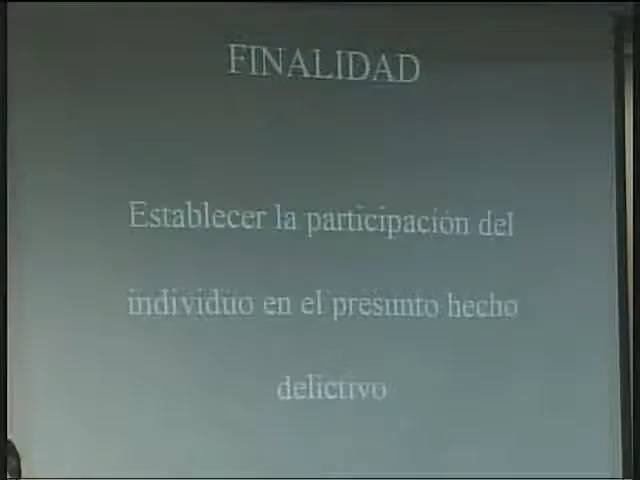 FINALIDAD
Establecer la participación del
individuo en el presunto hecho
delictivo